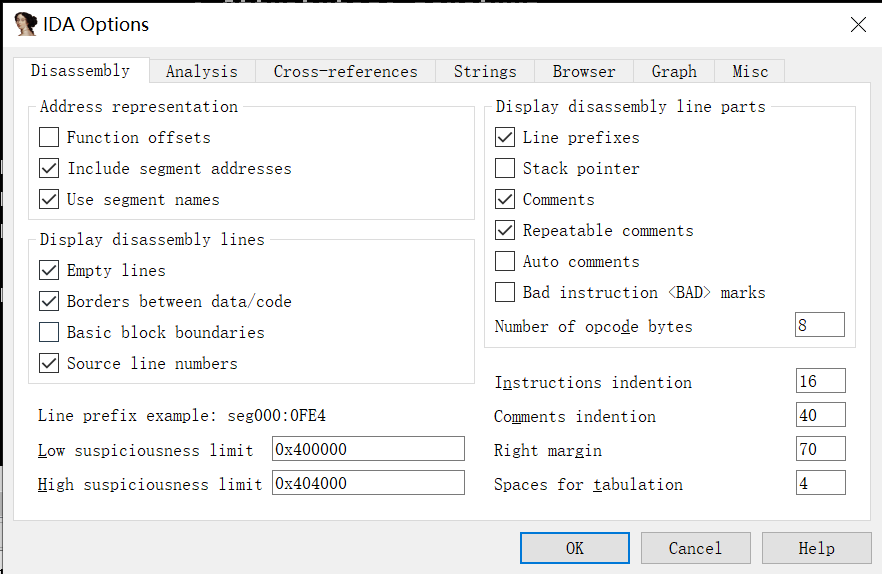 IDA Options
Disassembly Analysis Cross-references Strings Browser Graph Misc
Address representation
Function offsets
Include segment addresses
Use segment names
Display disassembly lines
Empty lines
Borders between data/code
Basic block boundaries
Source line numbers
Line prefix example: seg000:0FE4
Low suspiciousness limit 0x400000
High suspiciousness limit 0x404000
Display disassembly line parts
Line prefixes
Stack pointer
Comments
Repeatable comments
Auto comments
Bad instruction <BAD> marks
Number of opcode bytes 8
Instructions indention 16
Comments indention 40
Right margin 70
Spaces for tabulation 4
OK Cancel Help